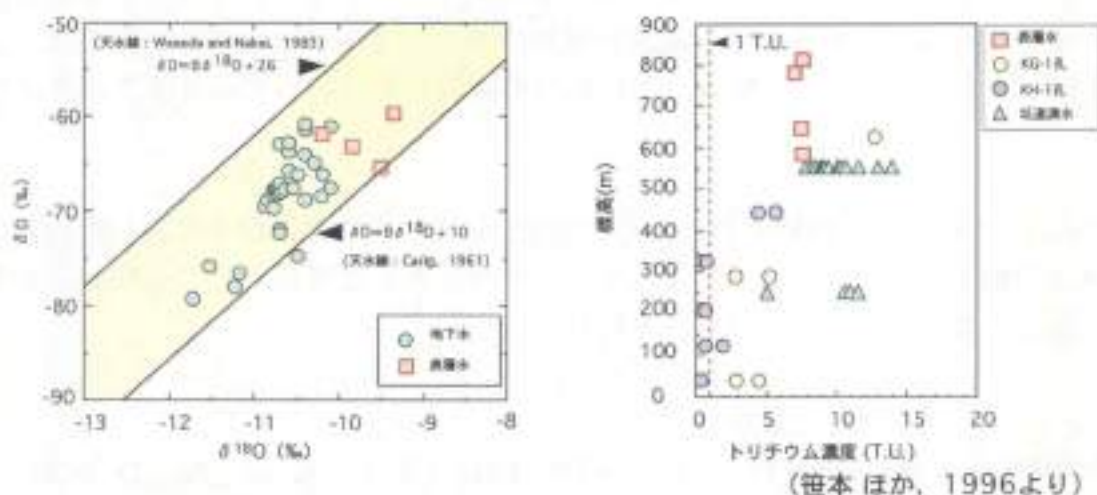 -50
-60
-70
-80
-90
-13 -12 -11 -10 -9 -8
δD (‰)
δ18O (‰)
(天水線：Waseda and Nakai, 1983)
δD=8δ18O+26
δD=8δ18O+10
(天水線：Carig, 1961)
地下水
表層水
900
800
700
600
500
400
300
200
100
0
0 5 10 15 20
標高(m)
トリチウム濃度 (T.U.)
1 T.U.
表層水
KG-1孔
KH-1孔
坑道湧水
(笹本 ほか, 1996より)